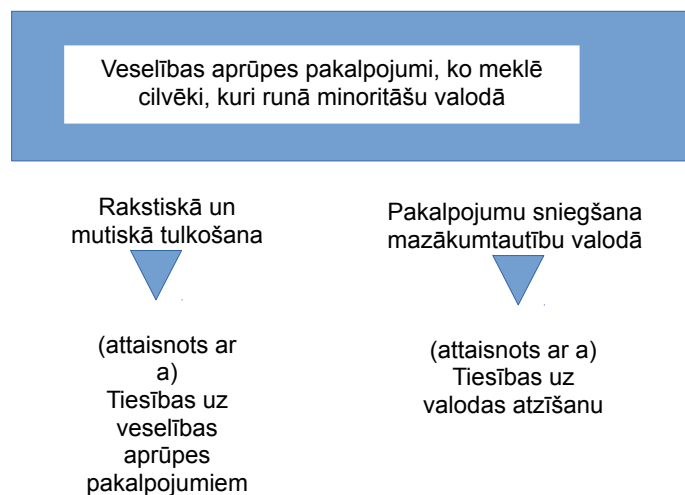 Veselības aprūpes pakalpojumi, ko meklē
cilvēki, kuri runā minoritāšu valodā
Rakstiskā un
mutiskā tulkošana
Pakalpojumu sniegšana
mazākumtautību valodā
(attaisnots ar
a)
Tiesības uz
veselības
aprūpes
pakalpojumiem
(attaisnots ar a)
Tiesības uz
valodas atzīšanu